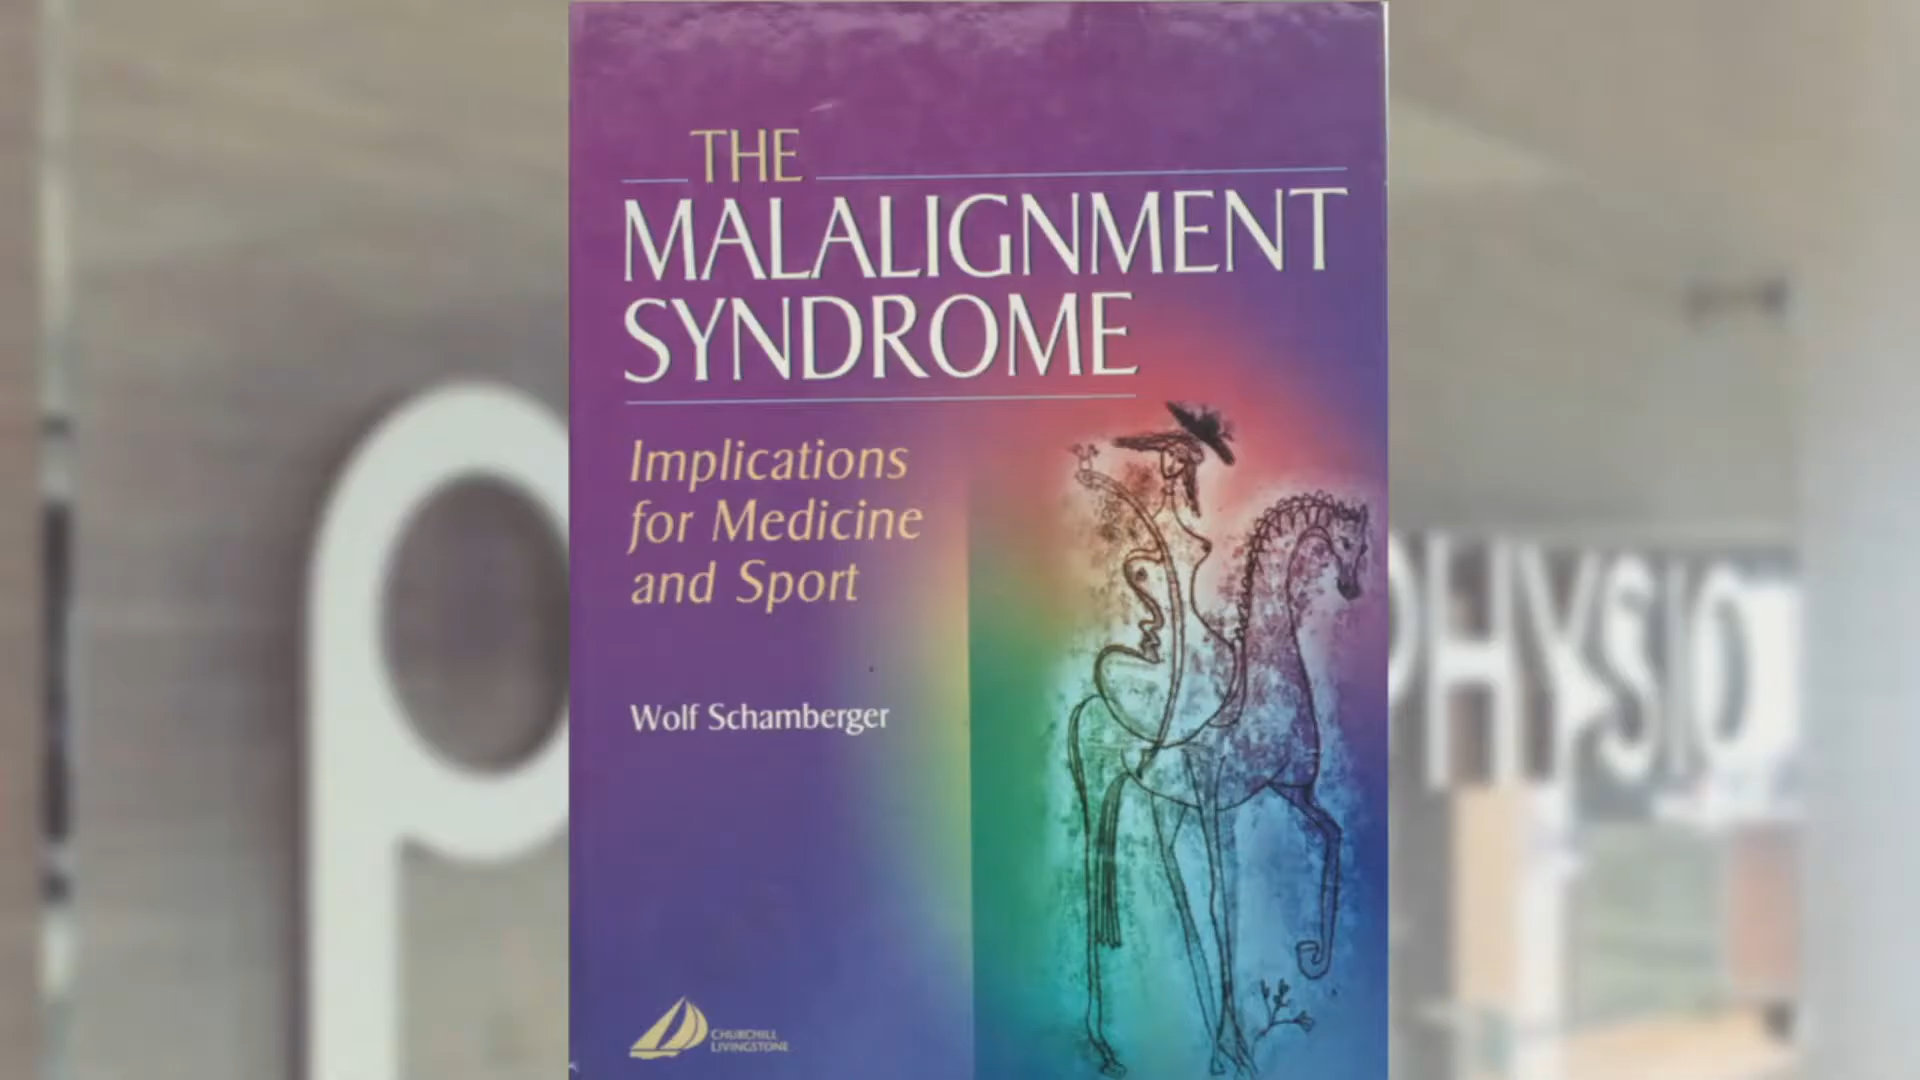 THE
MALALIGNMENT
SYNDROME
Implications
for Medicine
and Sport
Wolf Schamberger
CHURCHILL
LIVINGSTONE
PHYSIO